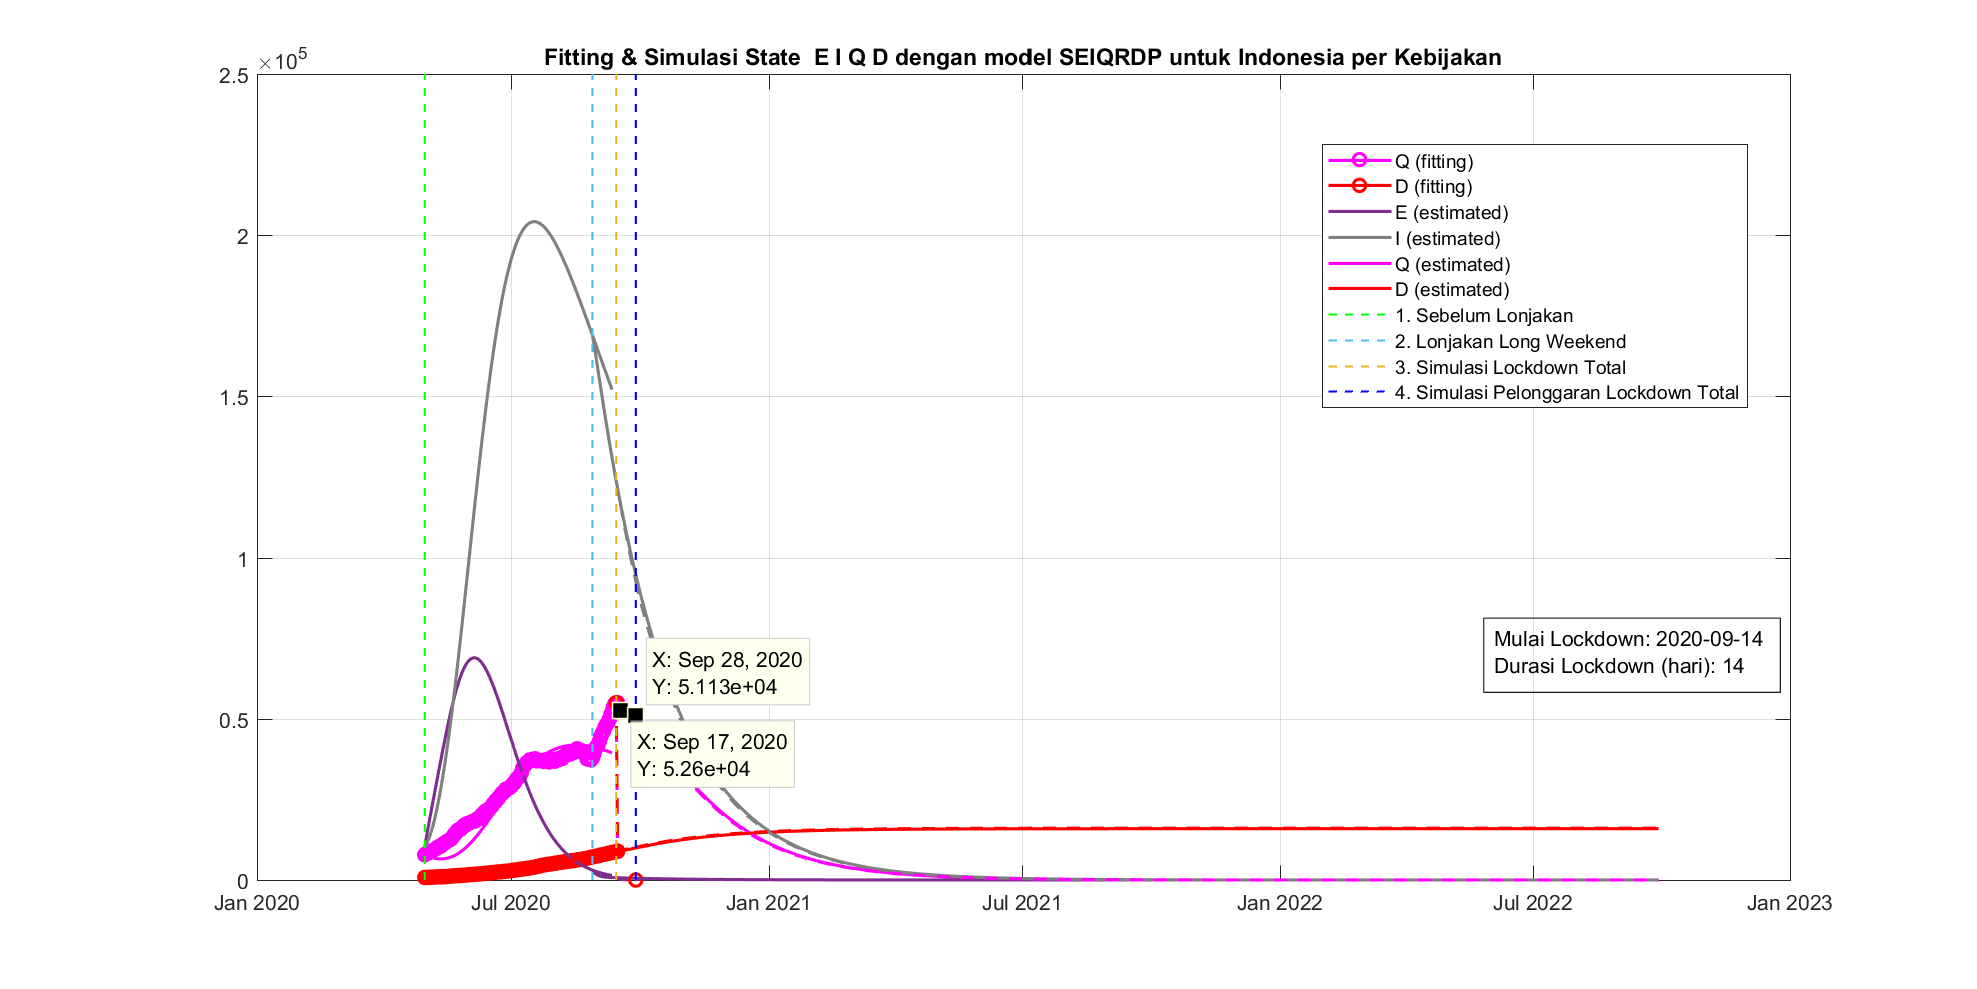 ×10^5
Fitting & Simulasi State  E I Q D dengan model SEIQRDP untuk Indonesia per Kebijakan
2.5
2
1.5
1
0.5
0
Q (fitting)
D (fitting)
E (estimated)
I (estimated)
Q (estimated)
D (estimated)
1. Sebelum Lonjakan
2. Lonjakan Long Weekend
3. Simulasi Lockdown Total
4. Simulasi Pelonggaran Lockdown Total
Mulai Lockdown: 2020-09-14
Durasi Lockdown (hari): 14
X: Sep 28, 2020
Y: 5.113e+04
X: Sep 17, 2020
Y: 5.26e+04
Jan 2020
Jul 2020
Jan 2021
Jul 2021
Jan 2022
Jul 2022
Jan 2023